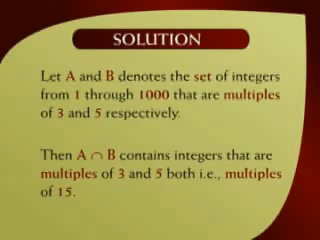 SOLUTION
Let A and B denotes the set of integers
from 1 through 1000 that are multiples
of 3 and 5 respectively.
Then A ∩ B contains integers that are
multiples of 3 and 5 both i.e., multiples
of 15.